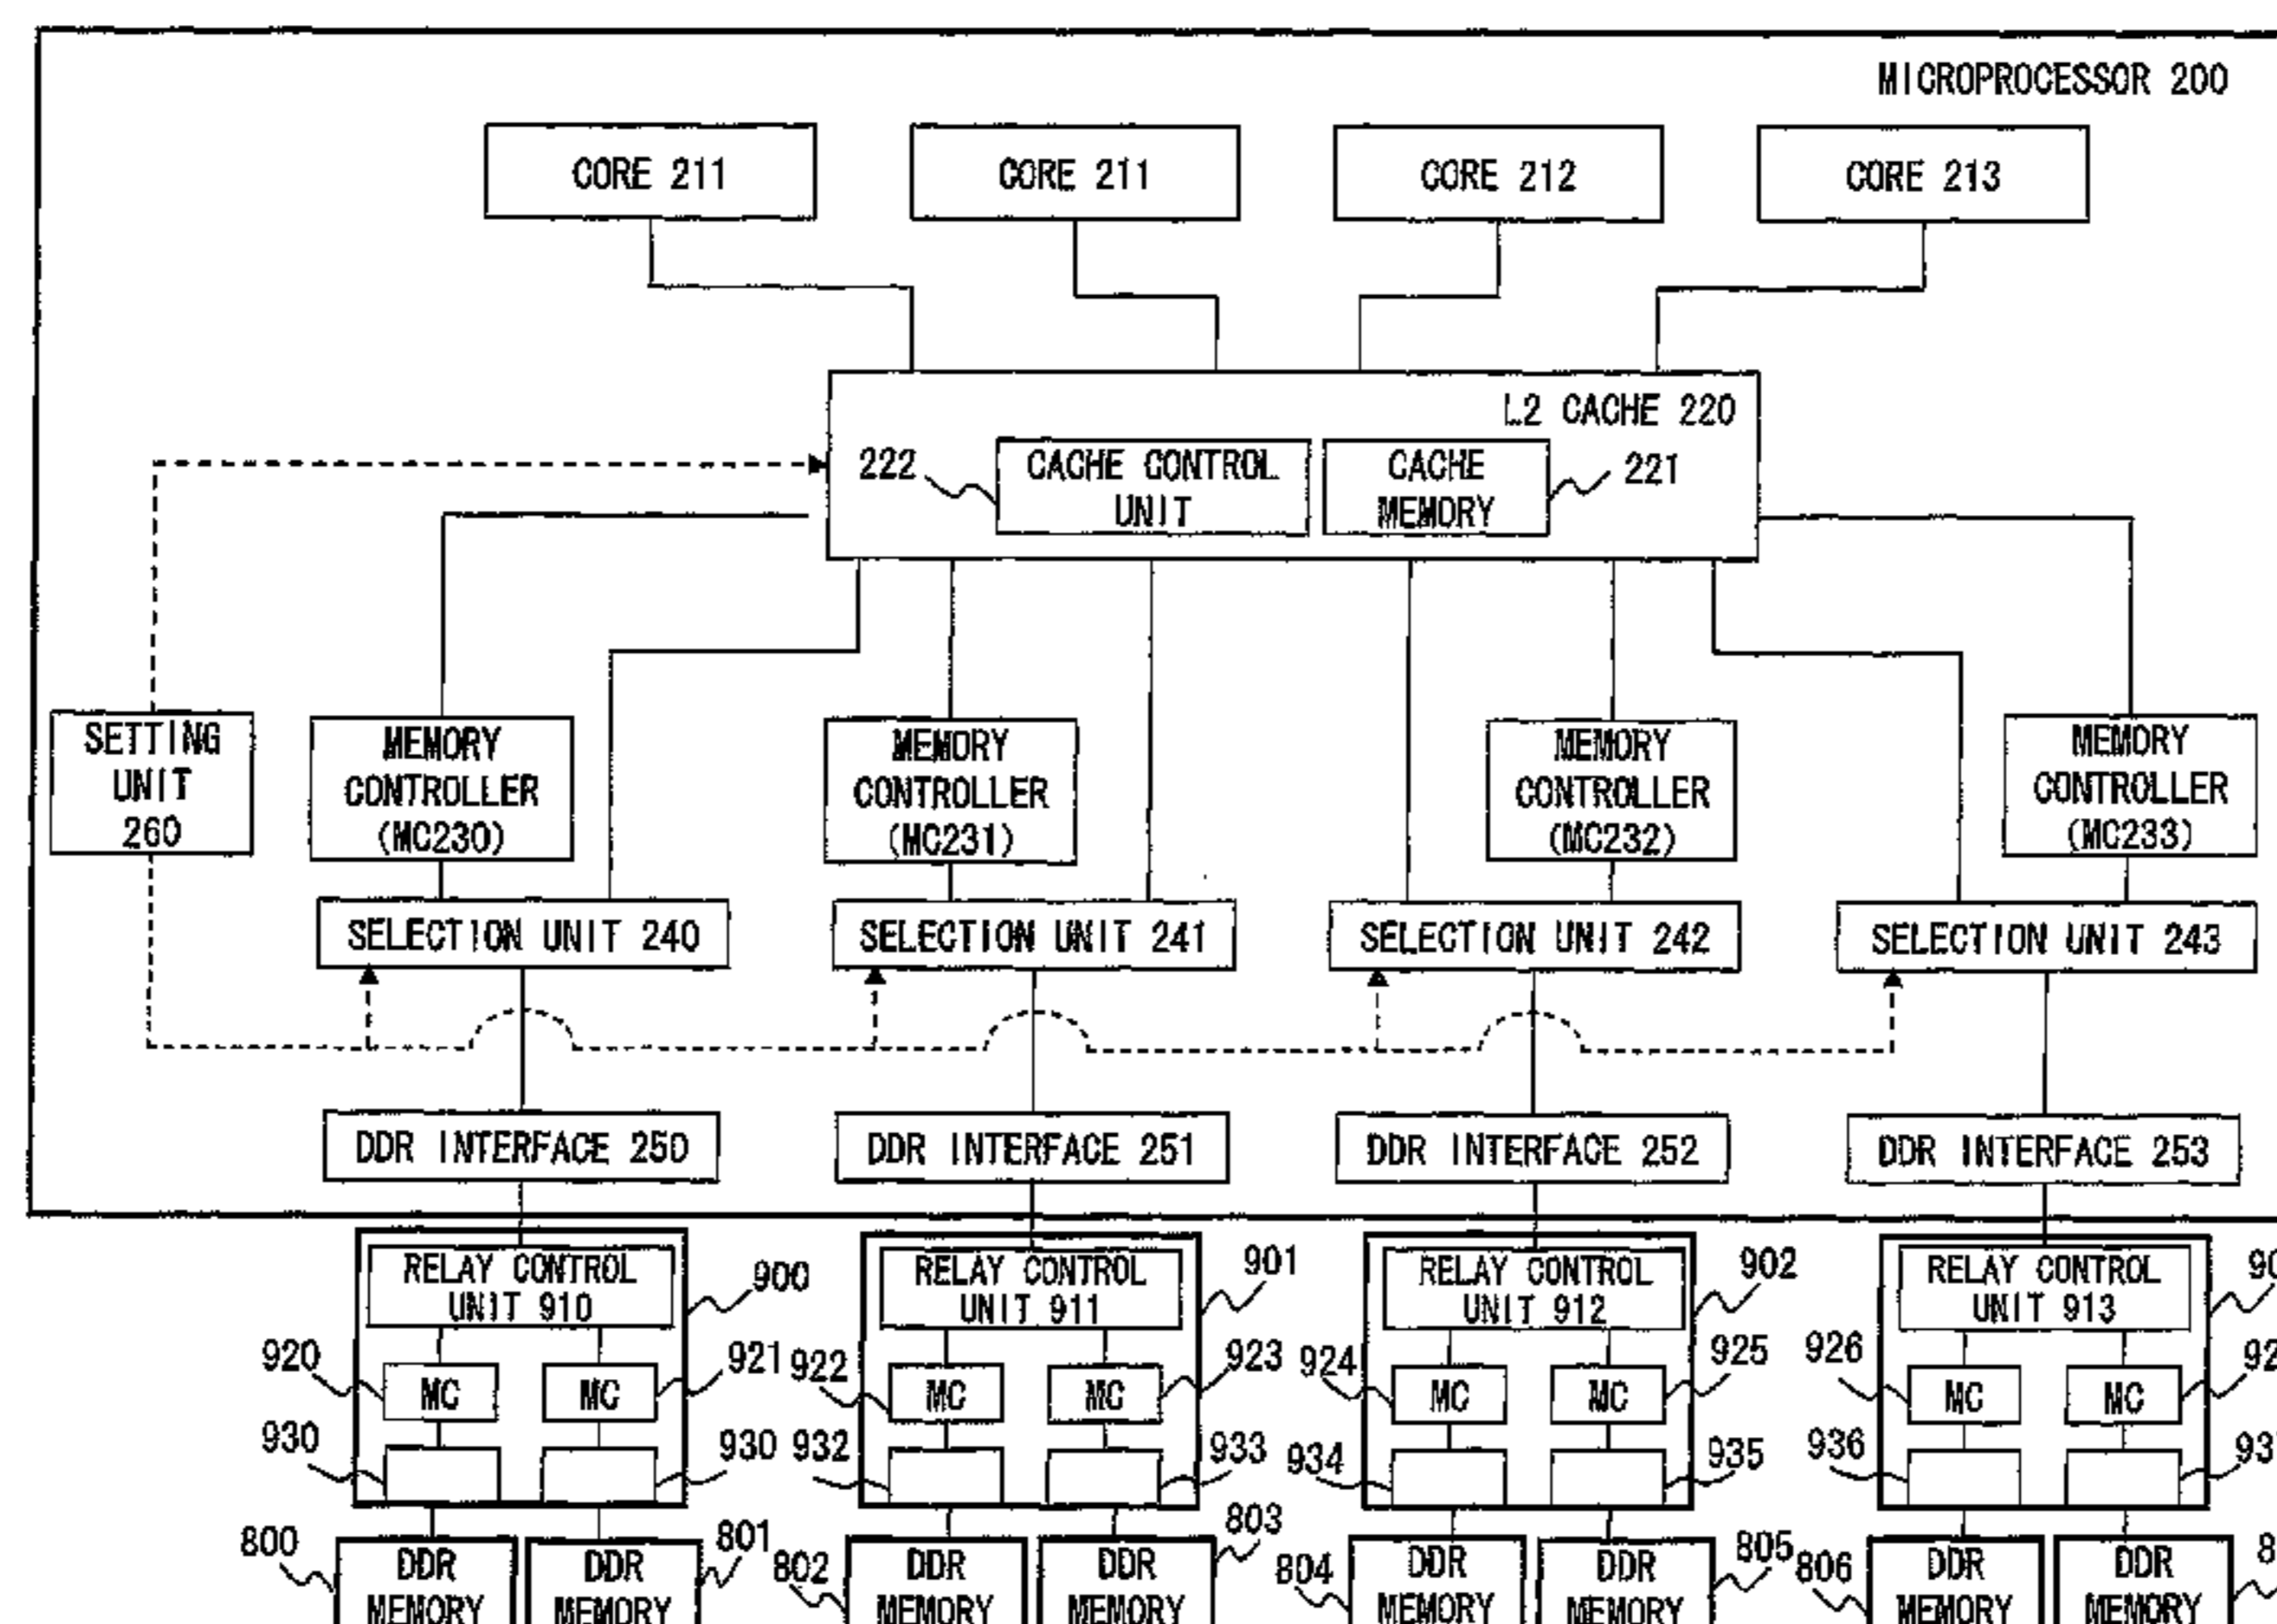 MICROPROCESSOR 200
CORE 211
CORE 211
CORE 212
CORE 213
L2 CACHE 220
222
CACHE CONTROL
UNIT
CACHE
MEMORY
221
SETTING
UNIT
260
MEMORY
CONTROLLER
(MC230)
MEMORY
CONTROLLER
(MC231)
MEMORY
CONTROLLER
(MC232)
MEMORY
CONTROLLER
(MC233)
SELECTION UNIT 240
SELECTION UNIT 241
SELECTION UNIT 242
SELECTION UNIT 243
DDR INTERFACE 250
DDR INTERFACE 251
DDR INTERFACE 252
DDR INTERFACE 253
RELAY CONTROL
UNIT 910
900
RELAY CONTROL
UNIT 911
901
RELAY CONTROL
UNIT 912
902
RELAY CONTROL
UNIT 913
920
MC
MC
921
922
MC
MC
923
924
MC
MC
925
926
MC
MC
930
930
932
933
934
935
936
800
DDR
MEMORY
DDR
MEMORY
801
802
DDR
MEMORY
DDR
MEMORY
803
804
DDR
MEMORY
DDR
MEMORY
805
806
DDR
MEMORY
DDR
MEMORY